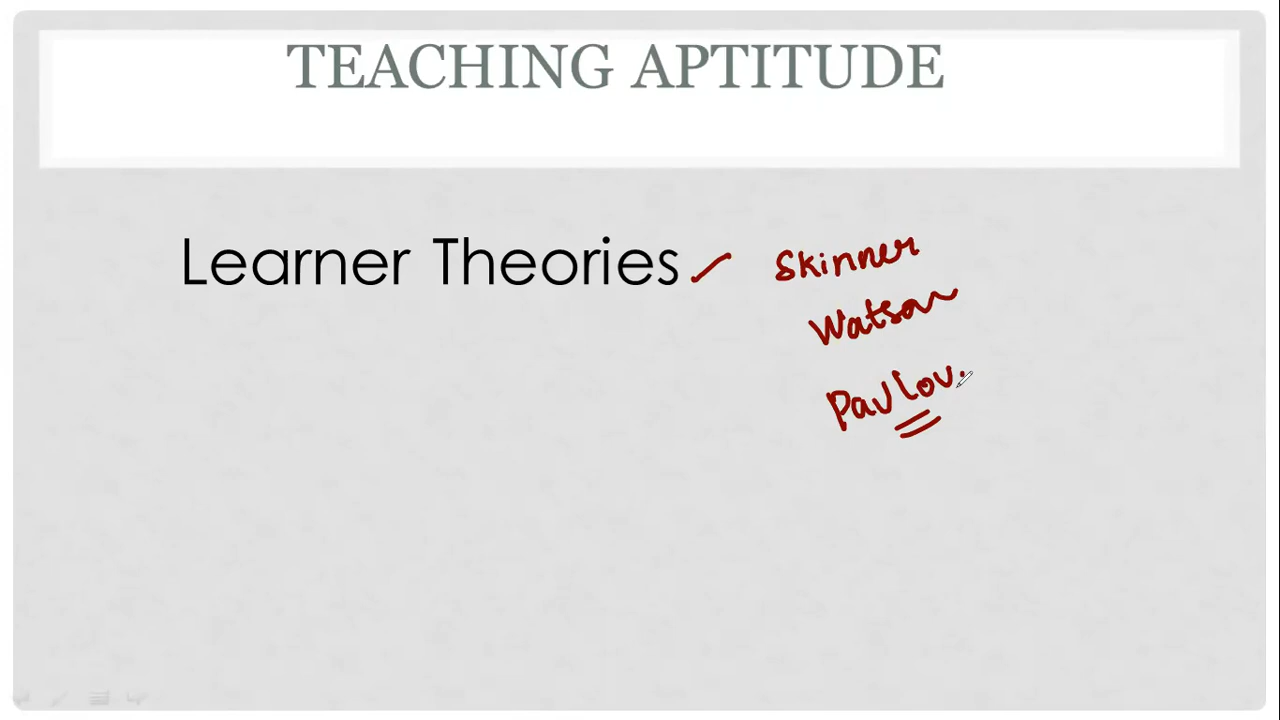 TEACHING APTITUDE
Learner Theories
Skinner
Watson
Pavlov.